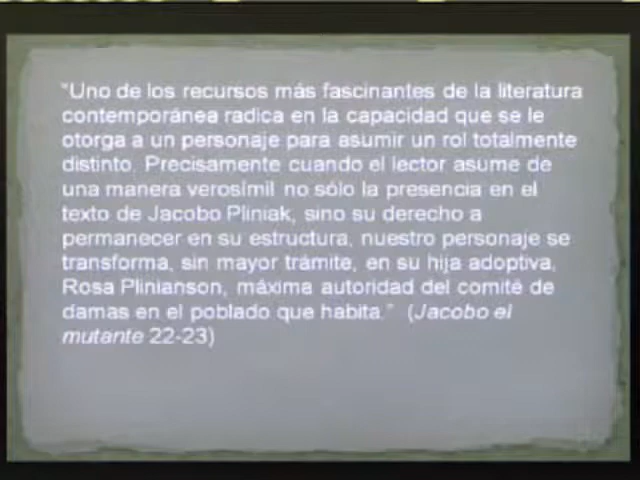 "Uno de los recursos más fascinantes de la literatura
contemporánea radica en la capacidad que se le
otorga a un personaje para asumir un rol totalmente
distinto. Precisamente cuando el lector asume de
una manera verosímil no sólo la presencia en el
texto de Jacobo Pliniak, sino su derecho a
permanecer en su estructura, nuestro personaje se
transforma, sin mayor trámite, en su hija adoptiva,
Rosa Plinianson, máxima autoridad del comité de
damas en el poblado que habita." (Jacobo el
mutante 22-23)